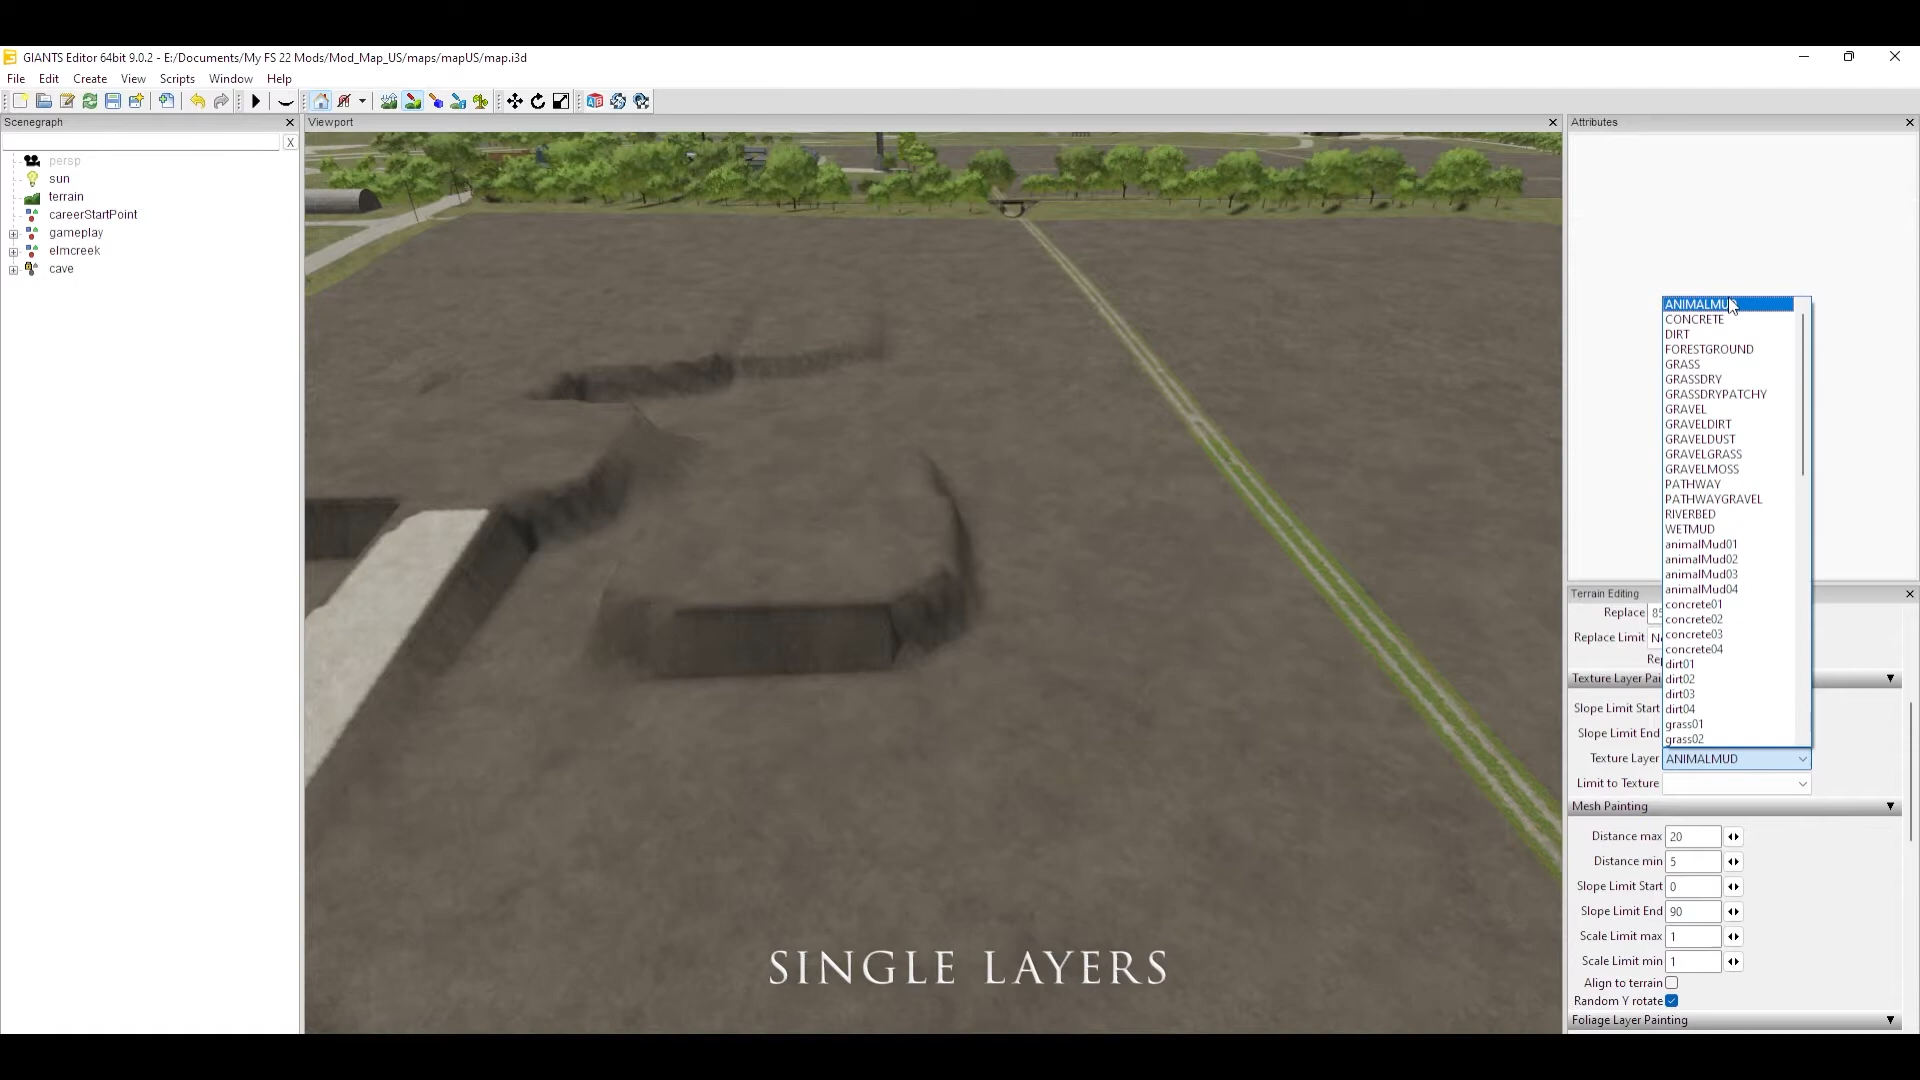 GIANTS Editor 64bit 9.0.2 - E:/Documents/My FS 22 Mods/Mod_Map_US/maps/mapUS/map.i3d
File Edit Create View Scripts Window Help
Scenegraph
X
persp
sun
terrain
careerStartPoint
gameplay
elmcreek
cave
Viewport
SINGLE LAYERS
Attributes
ANIMALMUD
CONCRETE
DIRT
FORESTGROUND
GRASS
GRASSDRY
GRASSDRYPATCHY
GRAVEL
GRAVELDIRT
GRAVELDUST
GRAVELGRASS
GRAVELMOSS
PATHWAY
PATHWAYGRAVEL
RIVERBED
WETMUD
animalMud01
animalMud02
animalMud03
animalMud04
concrete01
concrete02
concrete03
concrete04
dirt01
dirt02
dirt03
dirt04
grass01
grass02
Terrain Editing
Replace
Replace Limit
Texture Layer Pai
Slope Limit Start
Slope Limit End
Texture Layer ANIMALMUD
Limit to Texture
Mesh Painting
Distance max 20
Distance min 5
Slope Limit Start 0
Slope Limit End 90
Scale Limit max 1
Scale Limit min 1
Align to terrain
Random Y rotate
Foliage Layer Painting